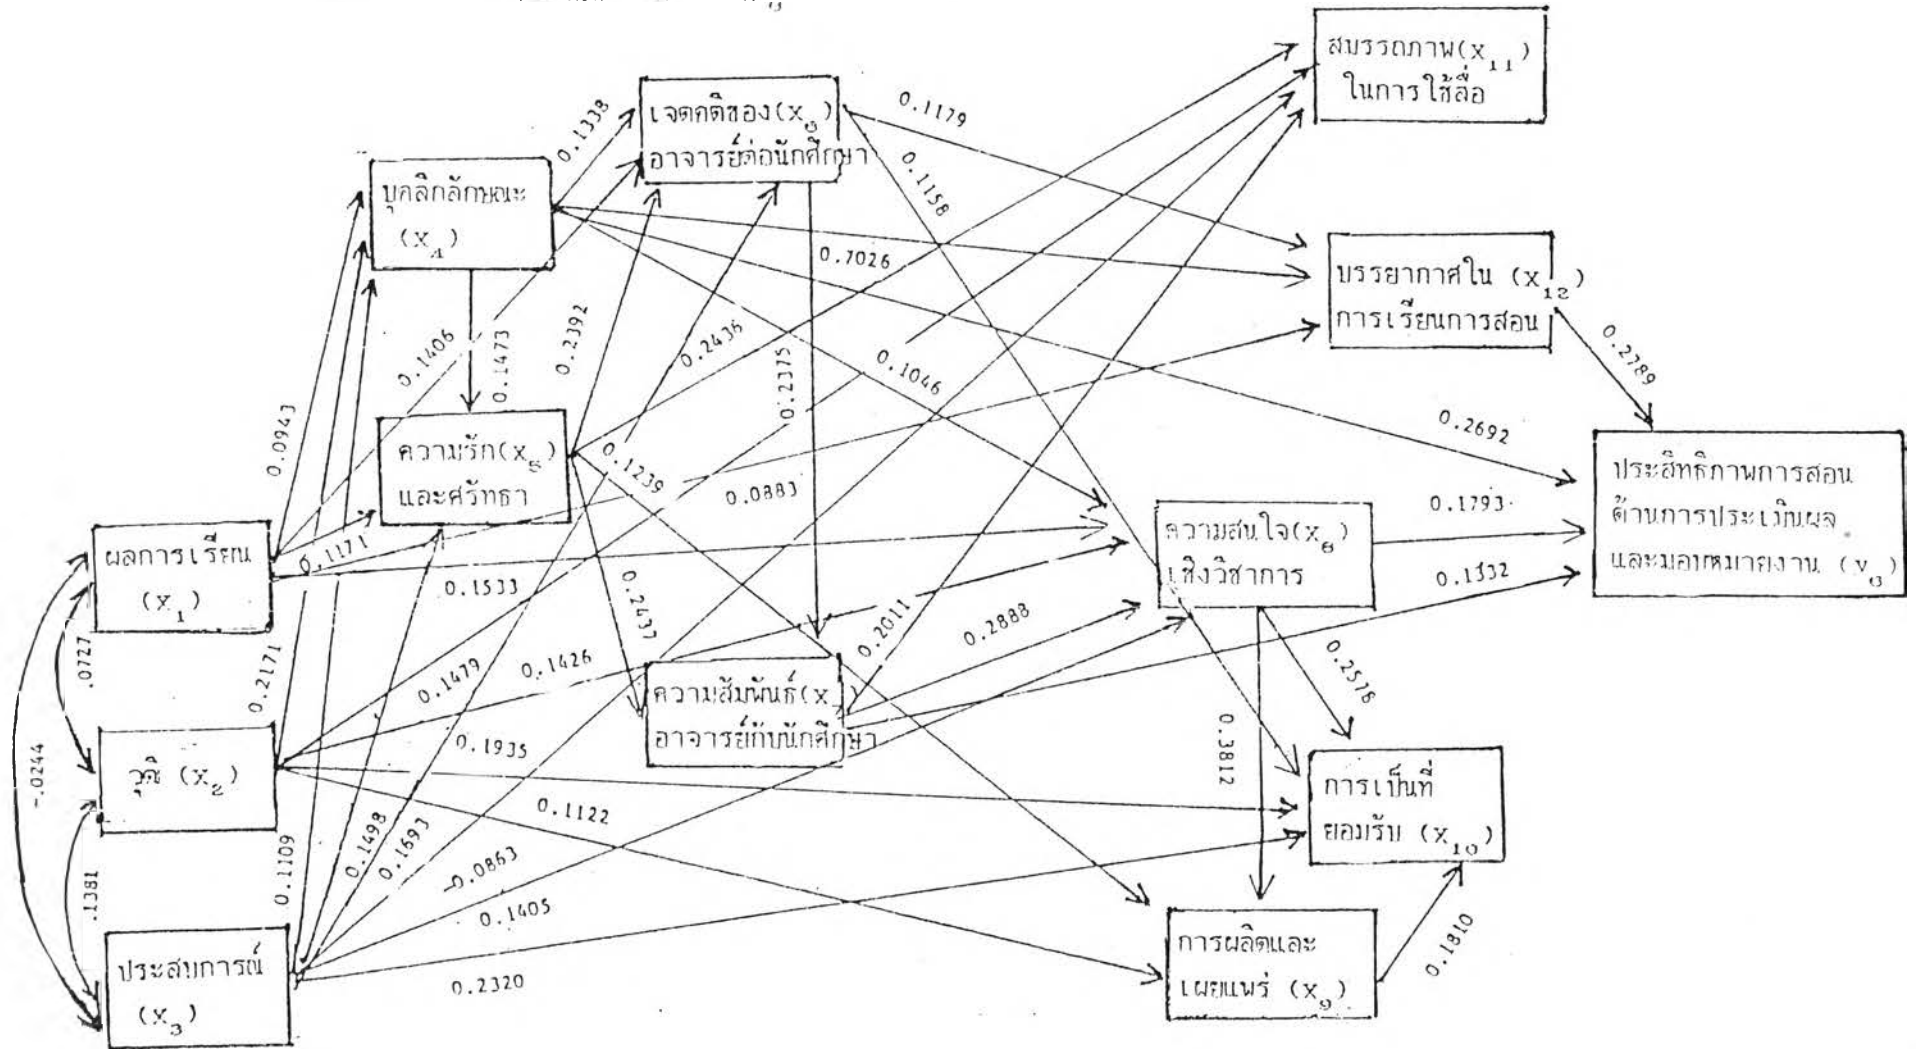 สมรรถภาพ(X₁₁)
ในการใช้สื่อ
เจตคติของ(X₆)
อาจารย์ต่อนักศึกษา
0.1179
0.1338
0.1158
บุคลิกลักษณะ
(X₄)
0.7026
บรรยากาศใน (X₁₂)
การเรียนการสอน
0.1406
0.1473
0.2392
0.2436
0.2375
0.1046
0.2789
0.0943
ความรัก(X₅)
และศรัทธา
0.1239
0.0883
0.2692
ประสิทธิภาพการสอน
ด้านการประเมินผล
และมอบหมายงาน
0.1793
ความสนใจ(X₈)
เชิงวิชาการ
ผลการเรียน
(X₁)
0.1171
0.1533
0.2437
0.2011
0.2888
0.1332
.0727
0.2171
0.1479
0.1426
ความสัมพันธ์(X
อาจารย์กับนักศึกษา
0.2578
0.3812
-.0244
วุฒิ (X₂)
0.1935
0.1122
การเป็นที่
ยอมรับ (X₁₀)
.1381
0.1109
0.1498
0.1693
-0.0863
0.1405
0.2320
ประสบการณ์
(X₃)
การผลิตและ
เผยแพร่ (X₉)
0.1810